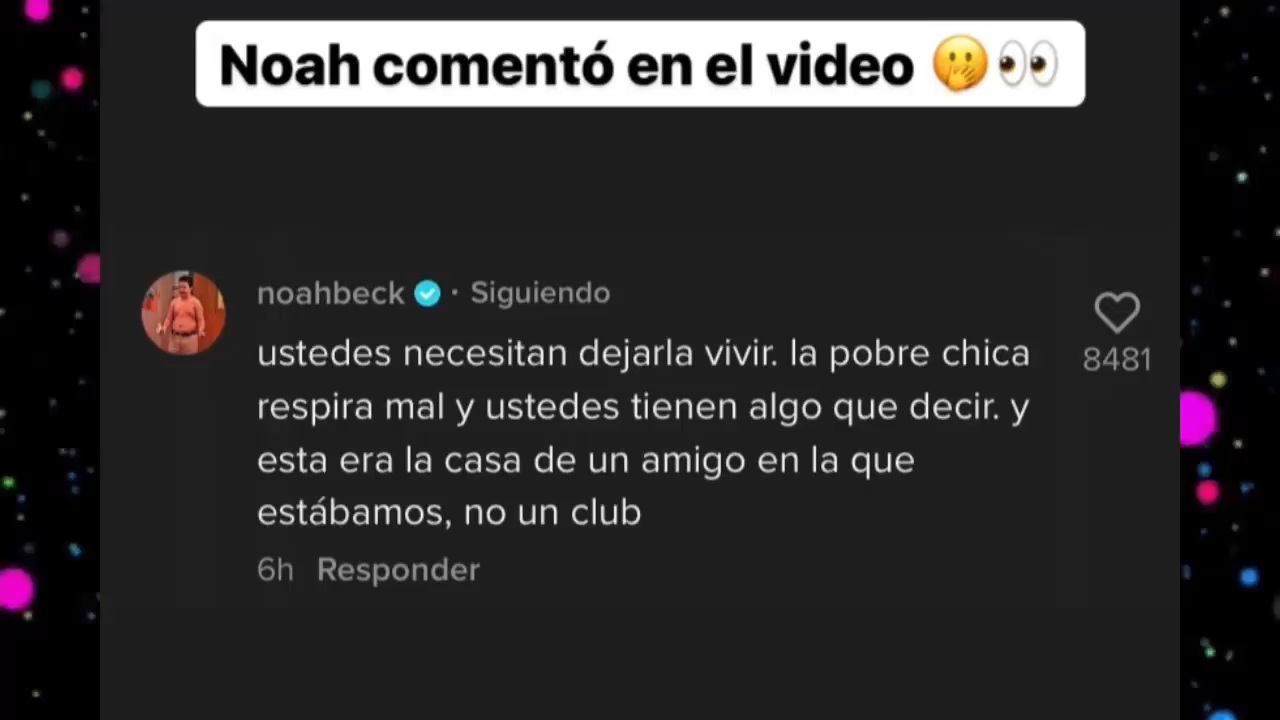 Noah comentó en el video 🤭👀
noahbeck · Siguiendo
ustedes necesitan dejarla vivir. la pobre chica
respira mal y ustedes tienen algo que decir. y
esta era la casa de un amigo en la que
estábamos, no un club
8481
6h Responder